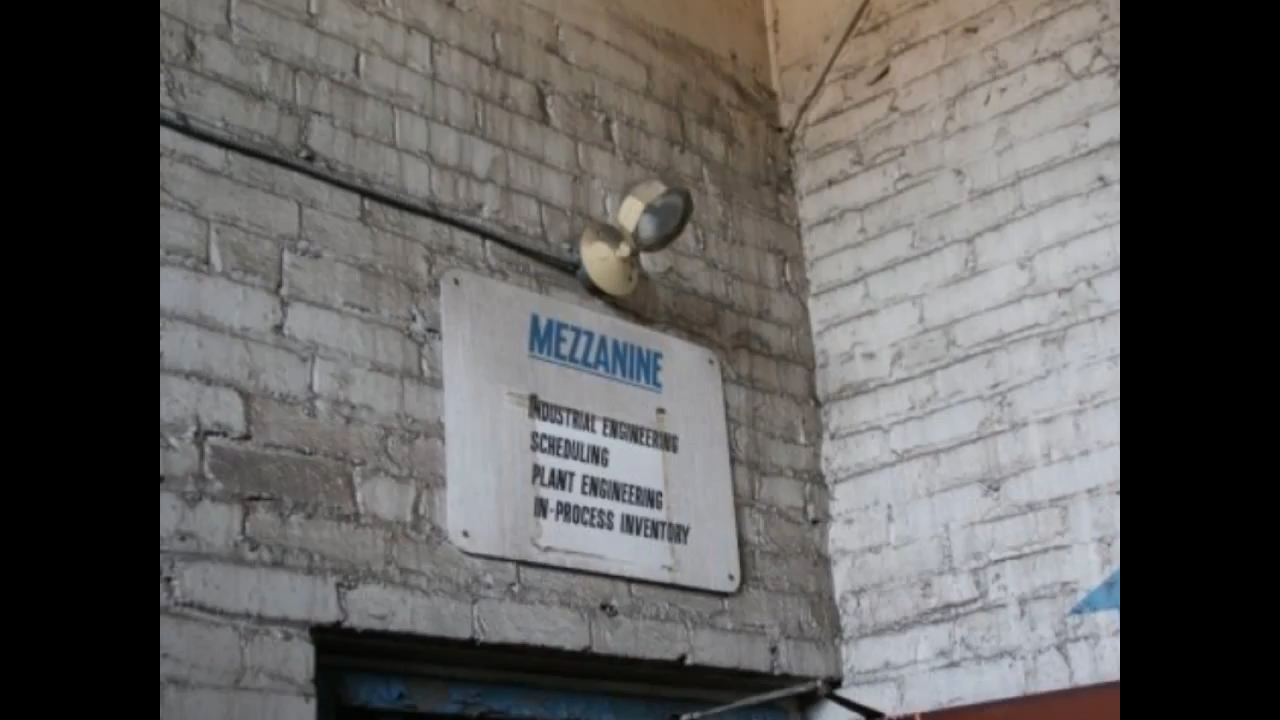 MEZZANINE
INDUSTRIAL ENGINEERING
SCHEDULING
PLANT ENGINEERING
IN-PROCESS INVENTORY